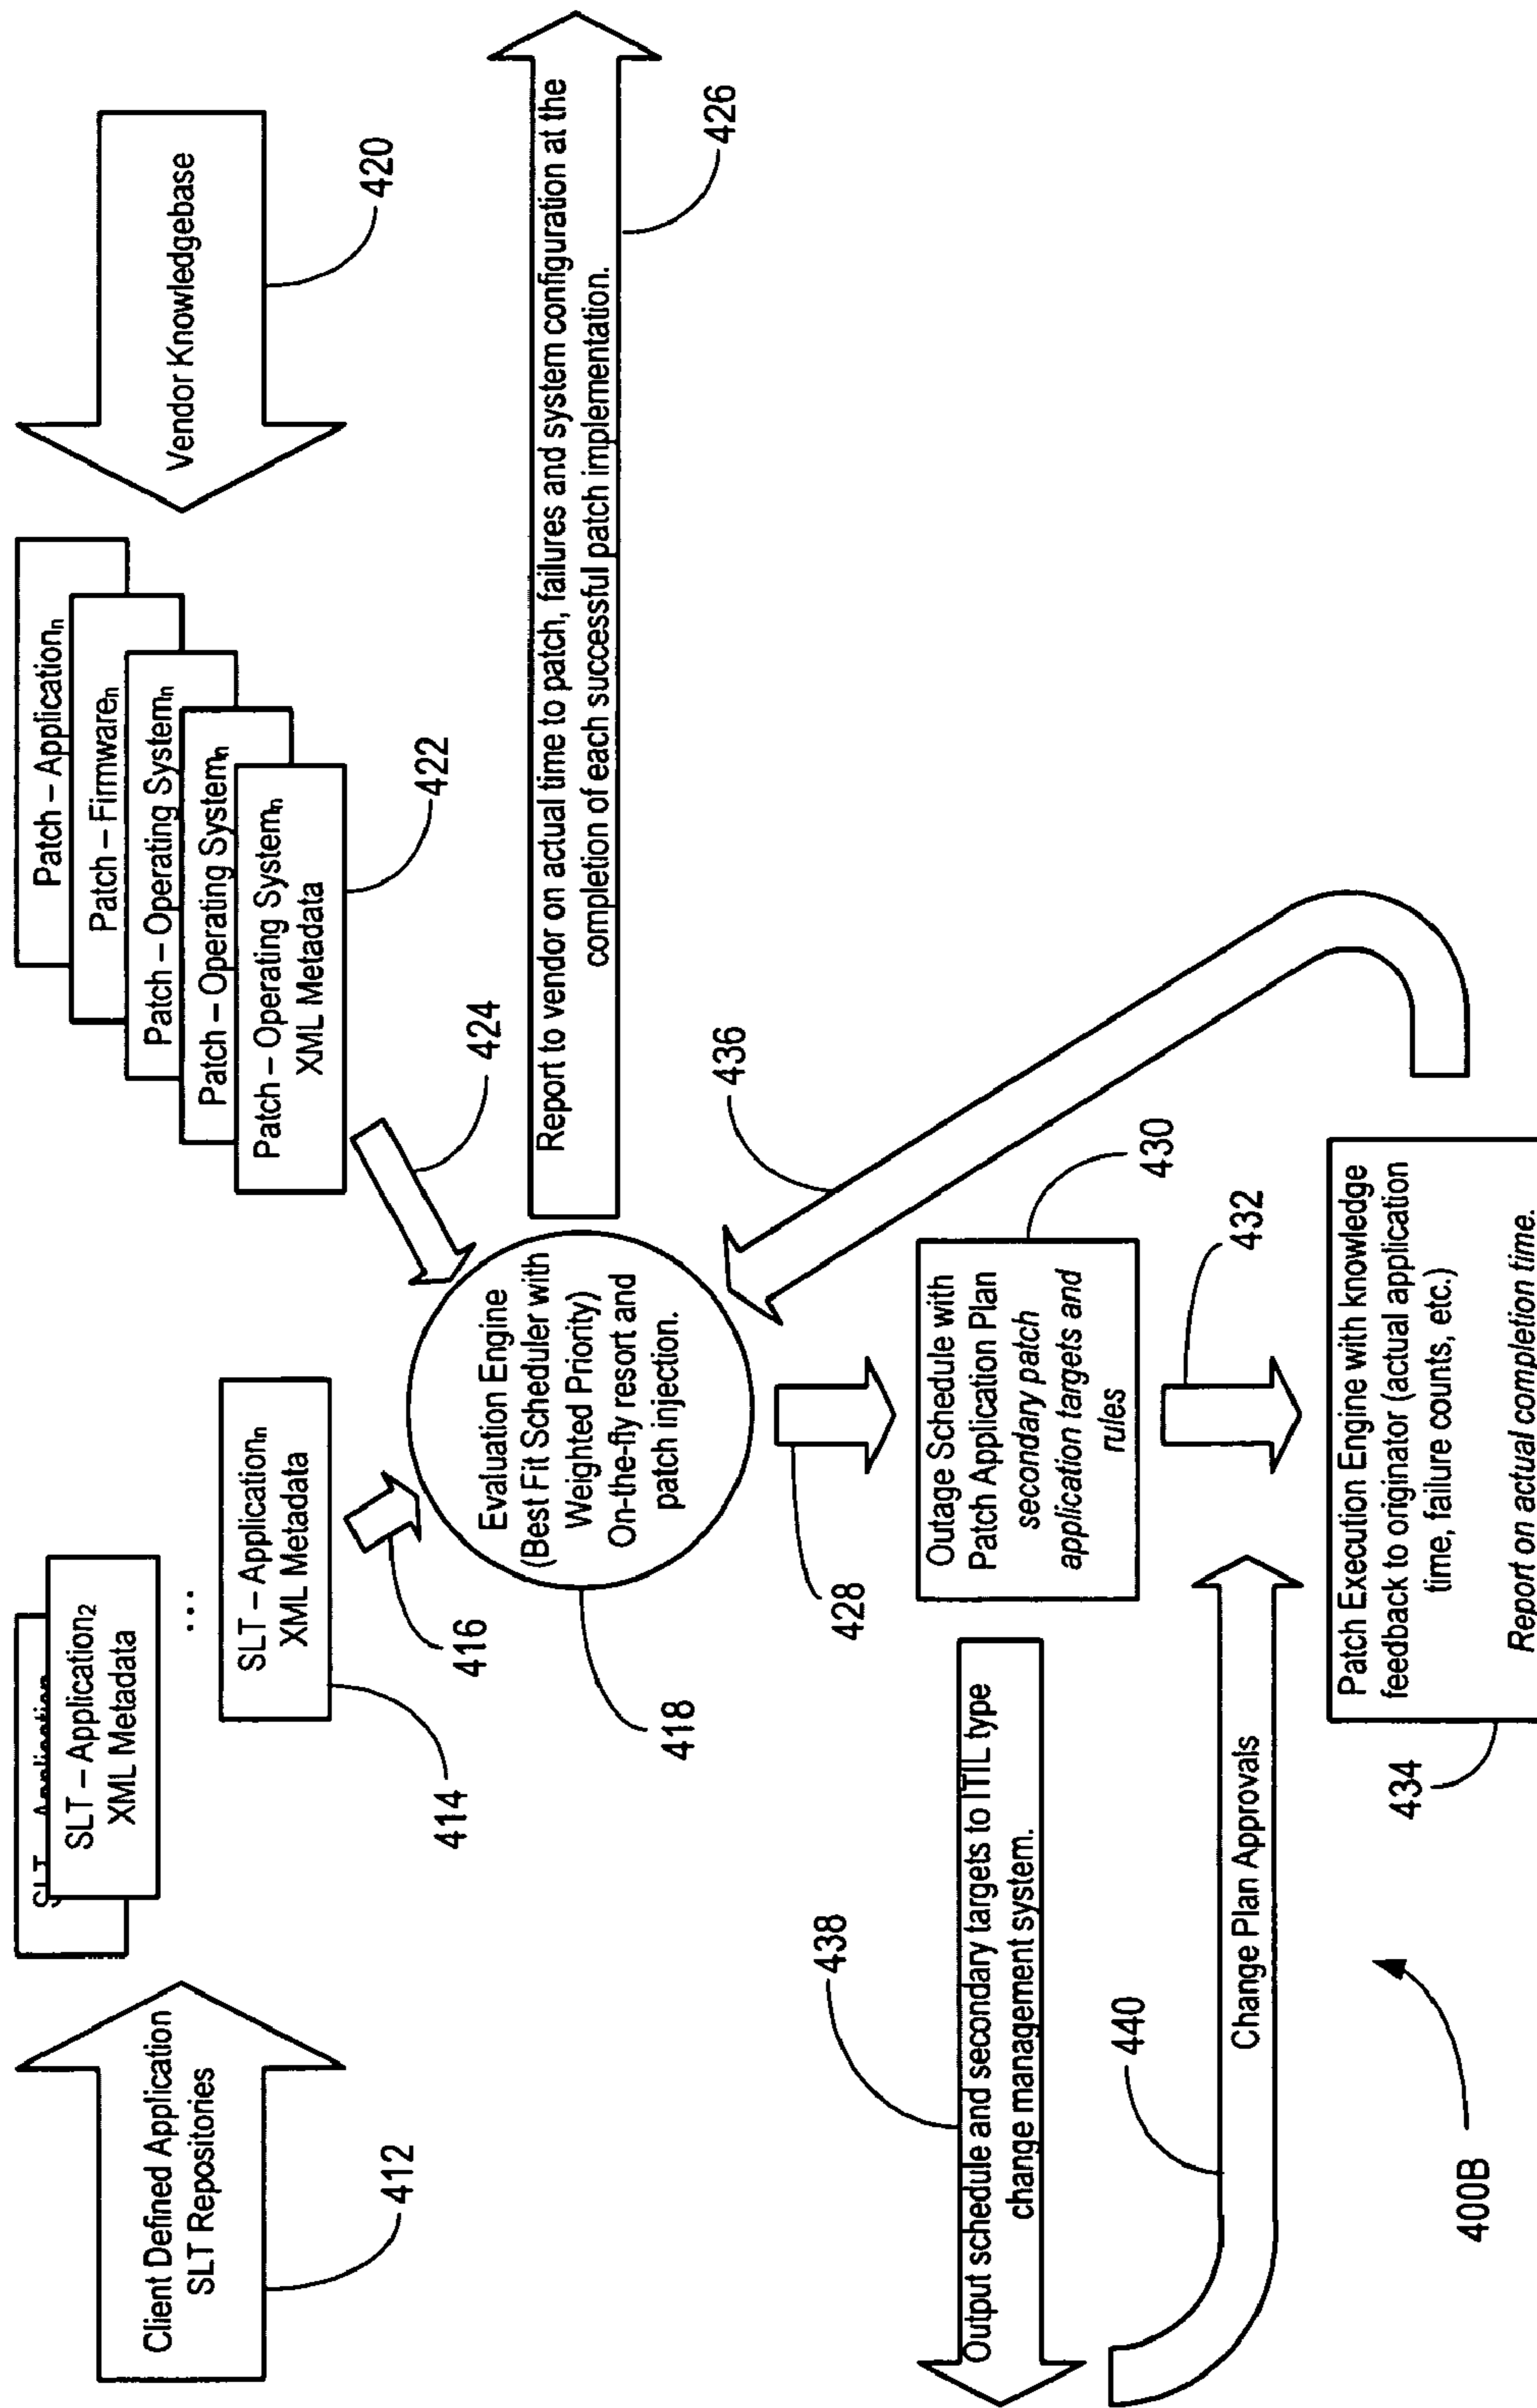 Client Defined Application
SLT Repositories
412
SLT – Application
SLT – Application₂
XML Metadata
...
SLT – Applicationₙ
XML Metadata
414
416
Evaluation Engine
(Best Fit Scheduler with
Weighted Priority)
On-the-fly resort and
patch injection.
418
Vendor Knowledgebase
420
Patch – Applicationₙ
Patch – Firmwareₙ
Patch – Operating Systemₙ
Patch – Operating Systemₙ
Patch – Operating Systemₙ
XML Metadata
422
424
Report to vendor on actual time to patch, failures and system configuration at the
completion of each successful patch implementation.
426
428
Outage Schedule with
Patch Application Plan
secondary patch
application targets and
rules
430
432
436
Output schedule and secondary targets to ITIL type
change management system.
438
Change Plan Approvals
440
Patch Execution Engine with knowledge
feedback to originator (actual application
time, failure counts, etc.)
Report on actual completion time.
434
400B